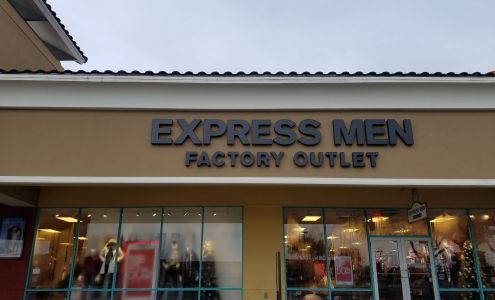 EXPRESS MEN
FACTORY OUTLET